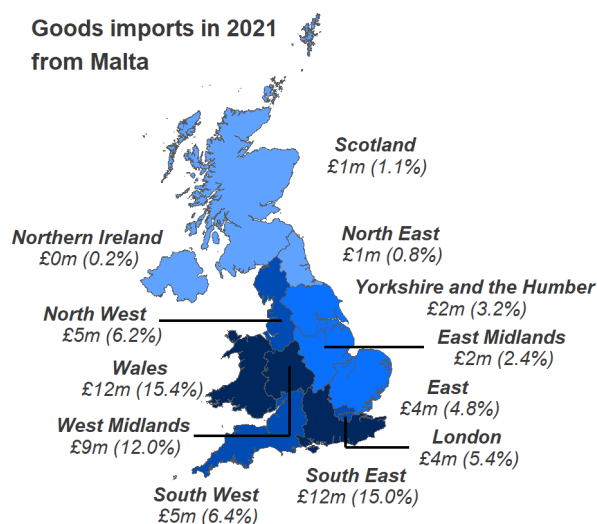 Goods imports in 2021
from Malta
Scotland
£1m (1.1%)
Northern Ireland
£0m (0.2%)
North East
£1m (0.8%)
Yorkshire and the Humber
£2m (3.2%)
North West
£5m (6.2%)
East Midlands
£2m (2.4%)
Wales
£12m (15.4%)
East
£4m (4.8%)
West Midlands
£9m (12.0%)
London
£4m (5.4%)
South East
£12m (15.0%)
South West
£5m (6.4%)